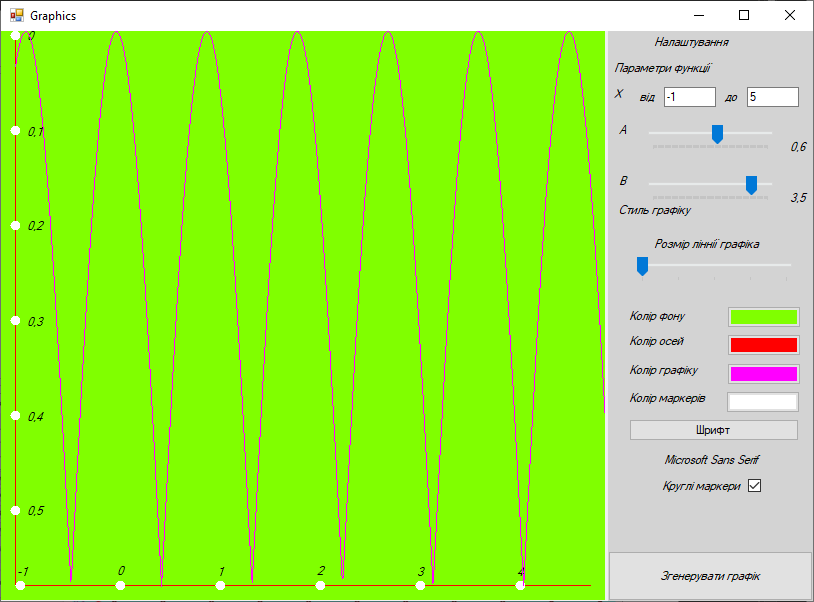 Graphics
0
0,1
0,2
0,3
0,4
0,5
-1 0 1 2 3 4
Налаштування
Параметри функції
X від -1 до 5
A
0,6
B
3,5
Стиль графіку
Розмір ліннії графіка
Колір фону
Колір осей
Колір графіку
Колір маркерів
Шрифт
Microsoft Sans Serif
Круглі маркери
Згенерувати графік